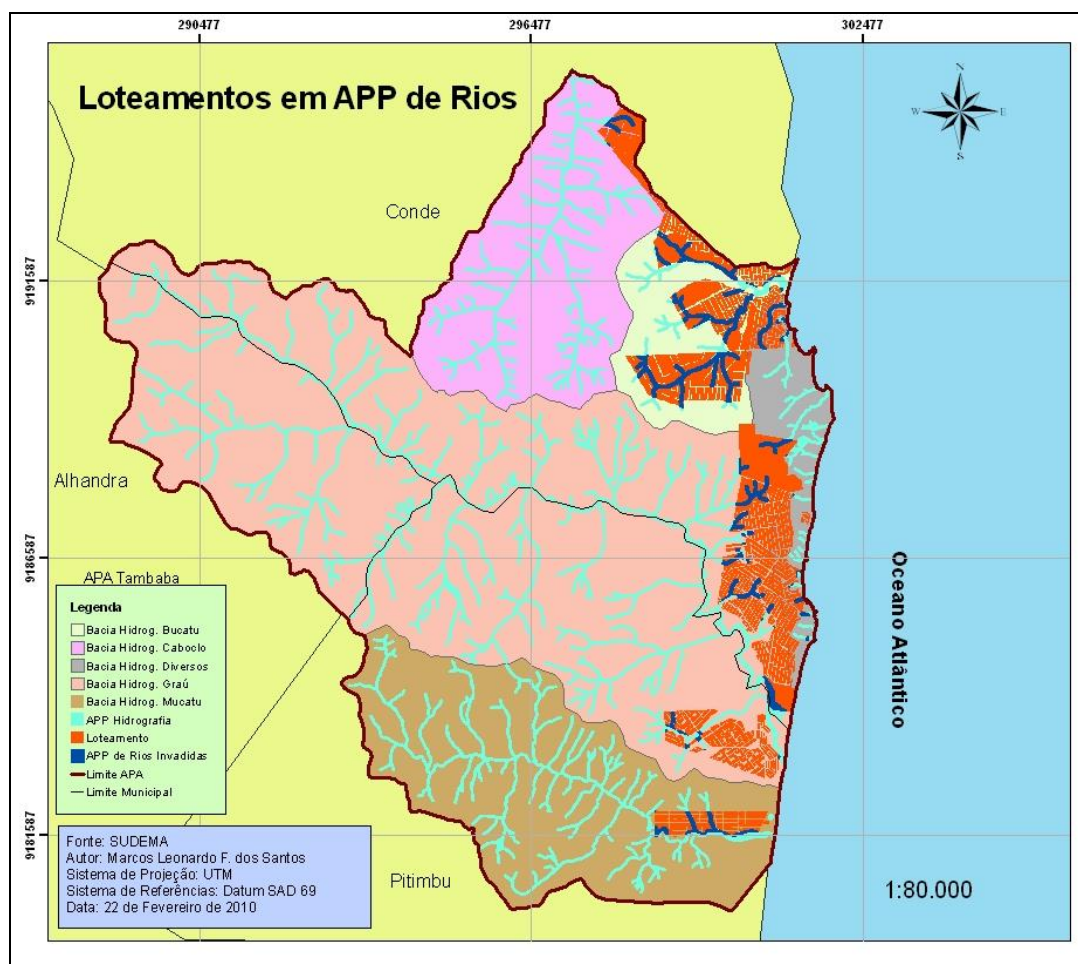 290477
296477
302477
Loteamentos em APP de Rios
N
W
E
S
Conde
9191587
Alhandra
9186587
APA Tambaba
Oceano Atlântico
Legenda
Bacia Hidrog. Bucatu
Bacia Hidrog. Caboclo
Bacia Hidrog. Diversos
Bacia Hidrog. Graú
Bacia Hidrog. Mucatu
APP Hidrografia
Loteamento
APP de Rios Invadidas
Limite APA
Limite Municipal
9181587
Fonte: SUDEMA
Autor: Marcos Leonardo F. dos Santos
Sistema de Projeção: UTM
Sistema de Referências: Datum SAD 69
Data: 22 de Fevereiro de 2010
Pitimbu
1:80.000